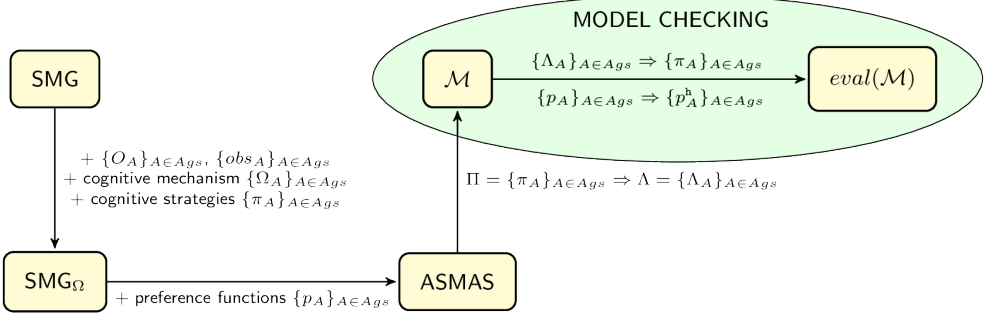 MODEL CHECKING
SMG
ℳ
{Λ_A}_{A∈Ags} ⇒ {π_A}_{A∈Ags}
{p_A}_{A∈Ags} ⇒ {p_A^h}_{A∈Ags}
eval(ℳ)
+ {O_A}_{A∈Ags}, {obs_A}_{A∈Ags}
+ cognitive mechanism {Ω_A}_{A∈Ags}
+ cognitive strategies {π_A}_{A∈Ags}
Π = {π_A}_{A∈Ags} ⇒ Λ = {Λ_A}_{A∈Ags}
SMG_Ω
+ preference functions {p_A}_{A∈Ags}
ASMAS